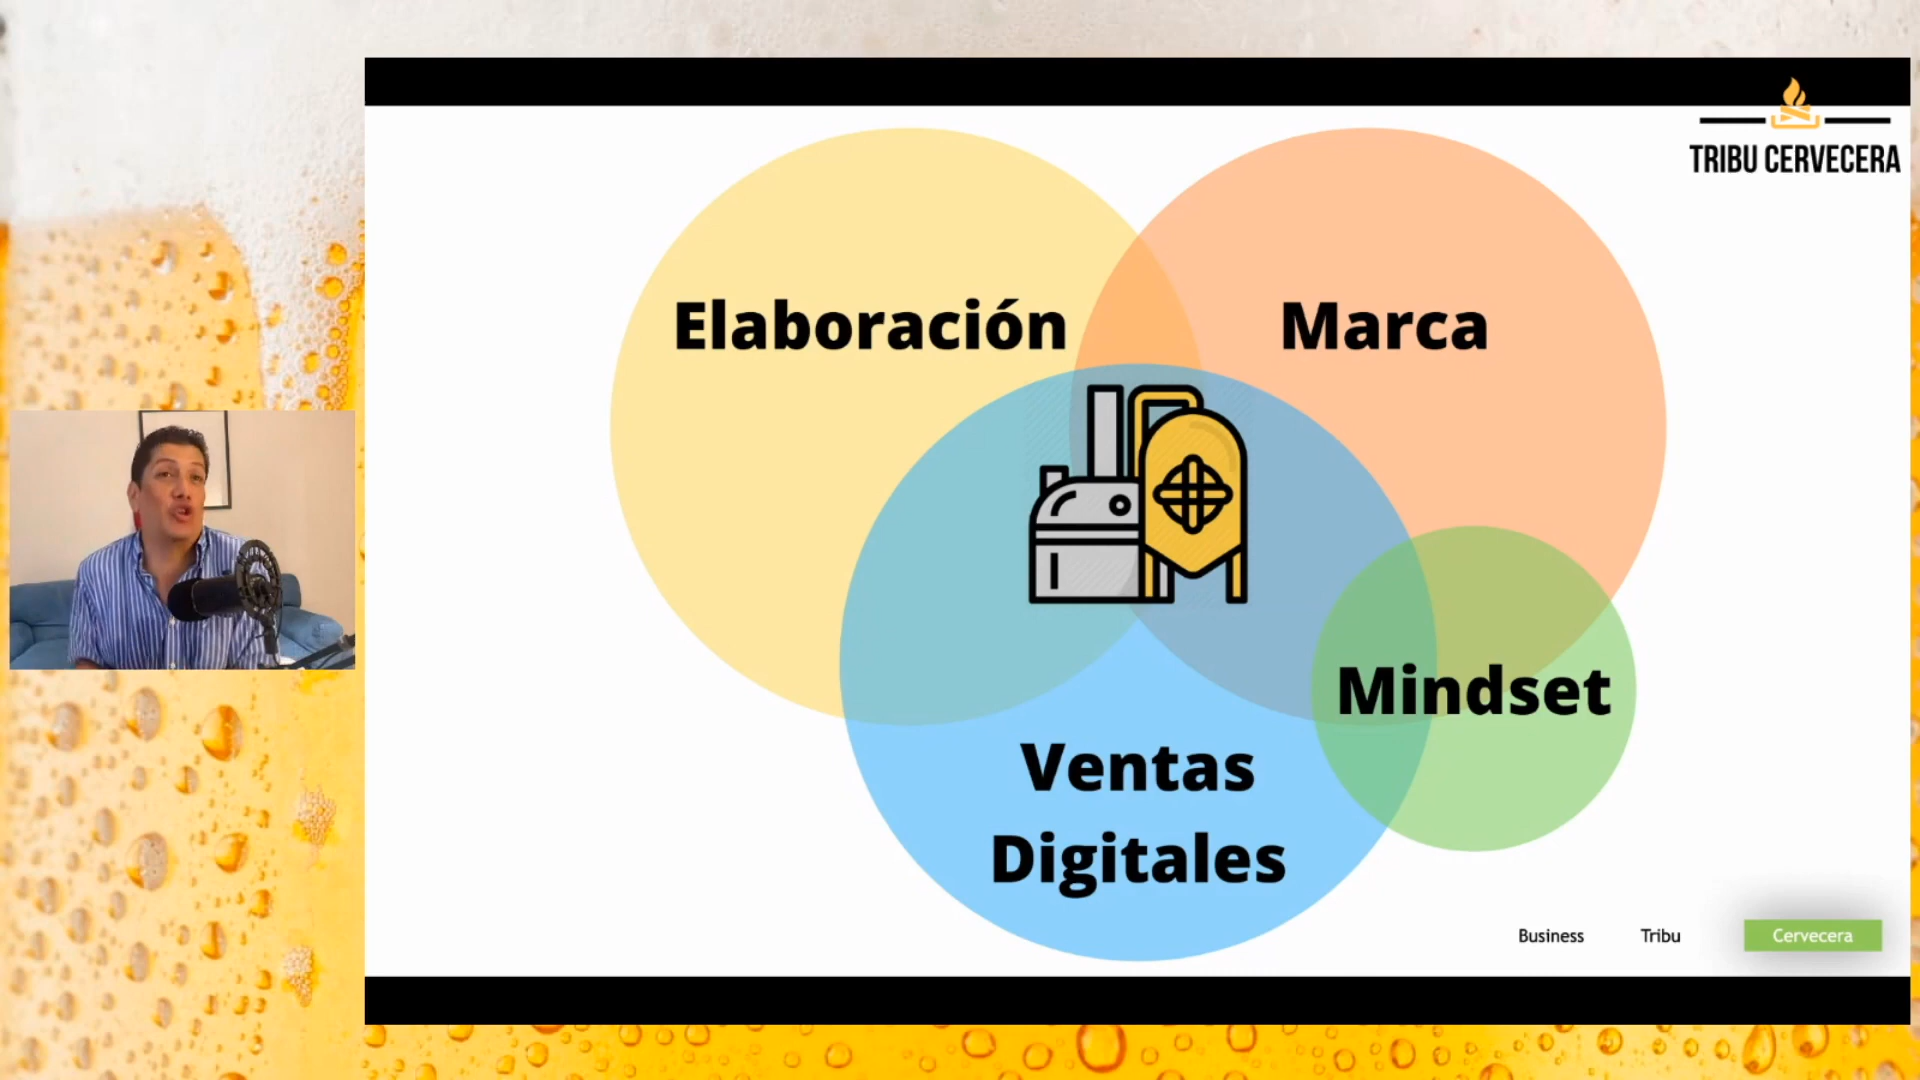 TRIBU CERVECERA
Elaboración
Marca
Mindset
Ventas
Digitales
Business
Tribu
Cervecera